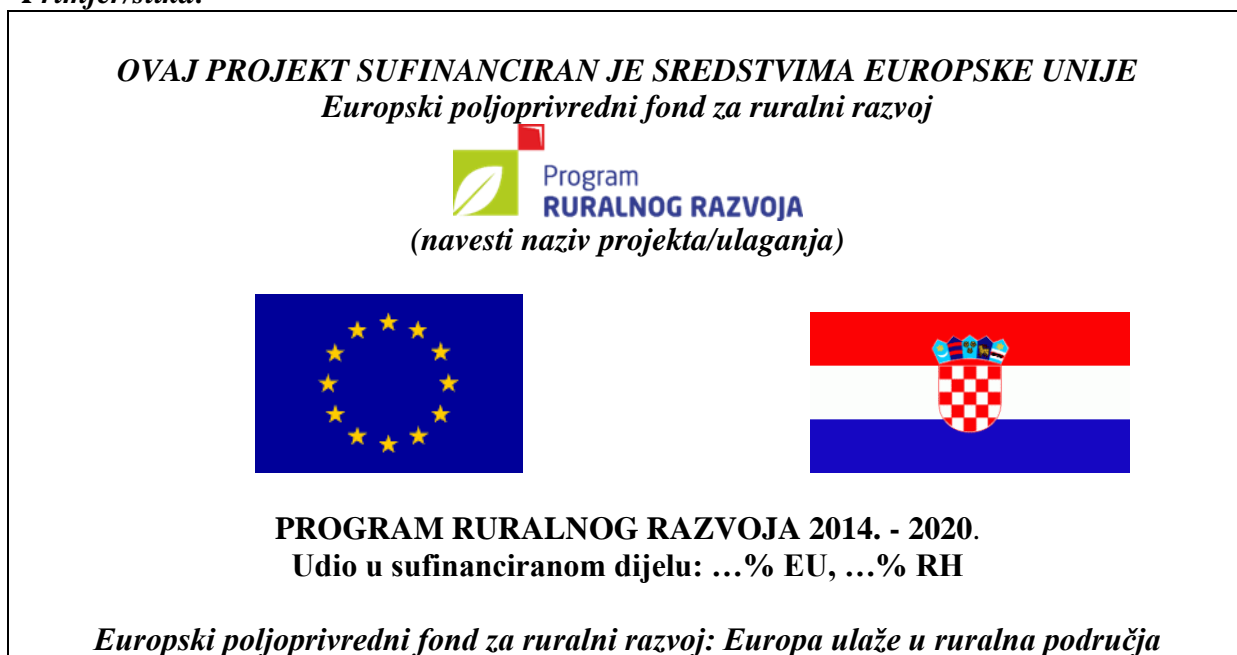 OVAJ PROJEKT SUFINANCIRAN JE SREDSTVIMA EUROPSKE UNIJE
Europski poljoprivredni fond za ruralni razvoj
Program
RURALNOG RAZVOJA
(navesti naziv projekta/ulaganja)
PROGRAM RURALNOG RAZVOJA 2014. - 2020.
Udio u sufinanciranom dijelu: …% EU, …% RH
Europski poljoprivredni fond za ruralni razvoj: Europa ulaže u ruralna područja